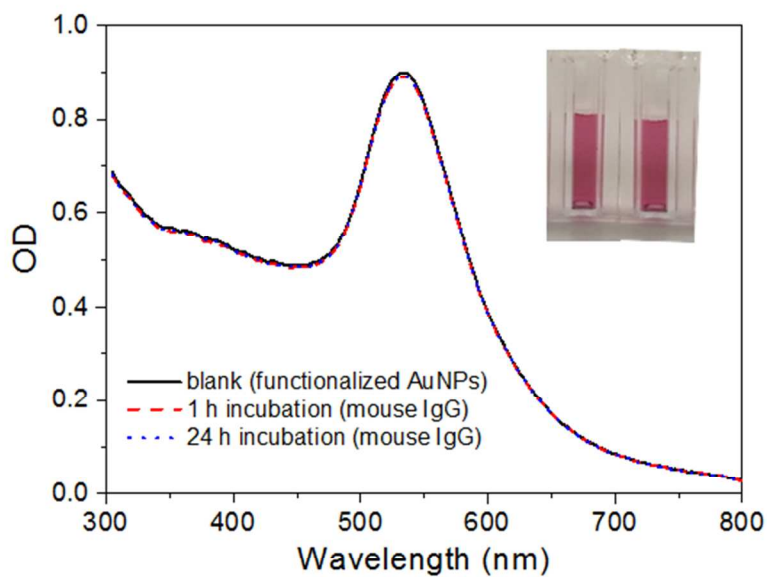 1.0
0.8
0.6
0.4
0.2
0.0
OD
blank (functionalized AuNPs)
1 h incubation (mouse IgG)
24 h incubation (mouse IgG)
300 400 500 600 700 800
Wavelength (nm)